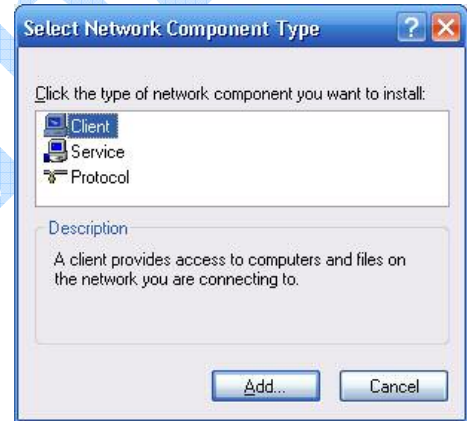 Select Network Component Type
Click the type of network component you want to install:
Client
Service
Protocol
Description
A client provides access to computers and files on
the network you are connecting to.
Add...
Cancel